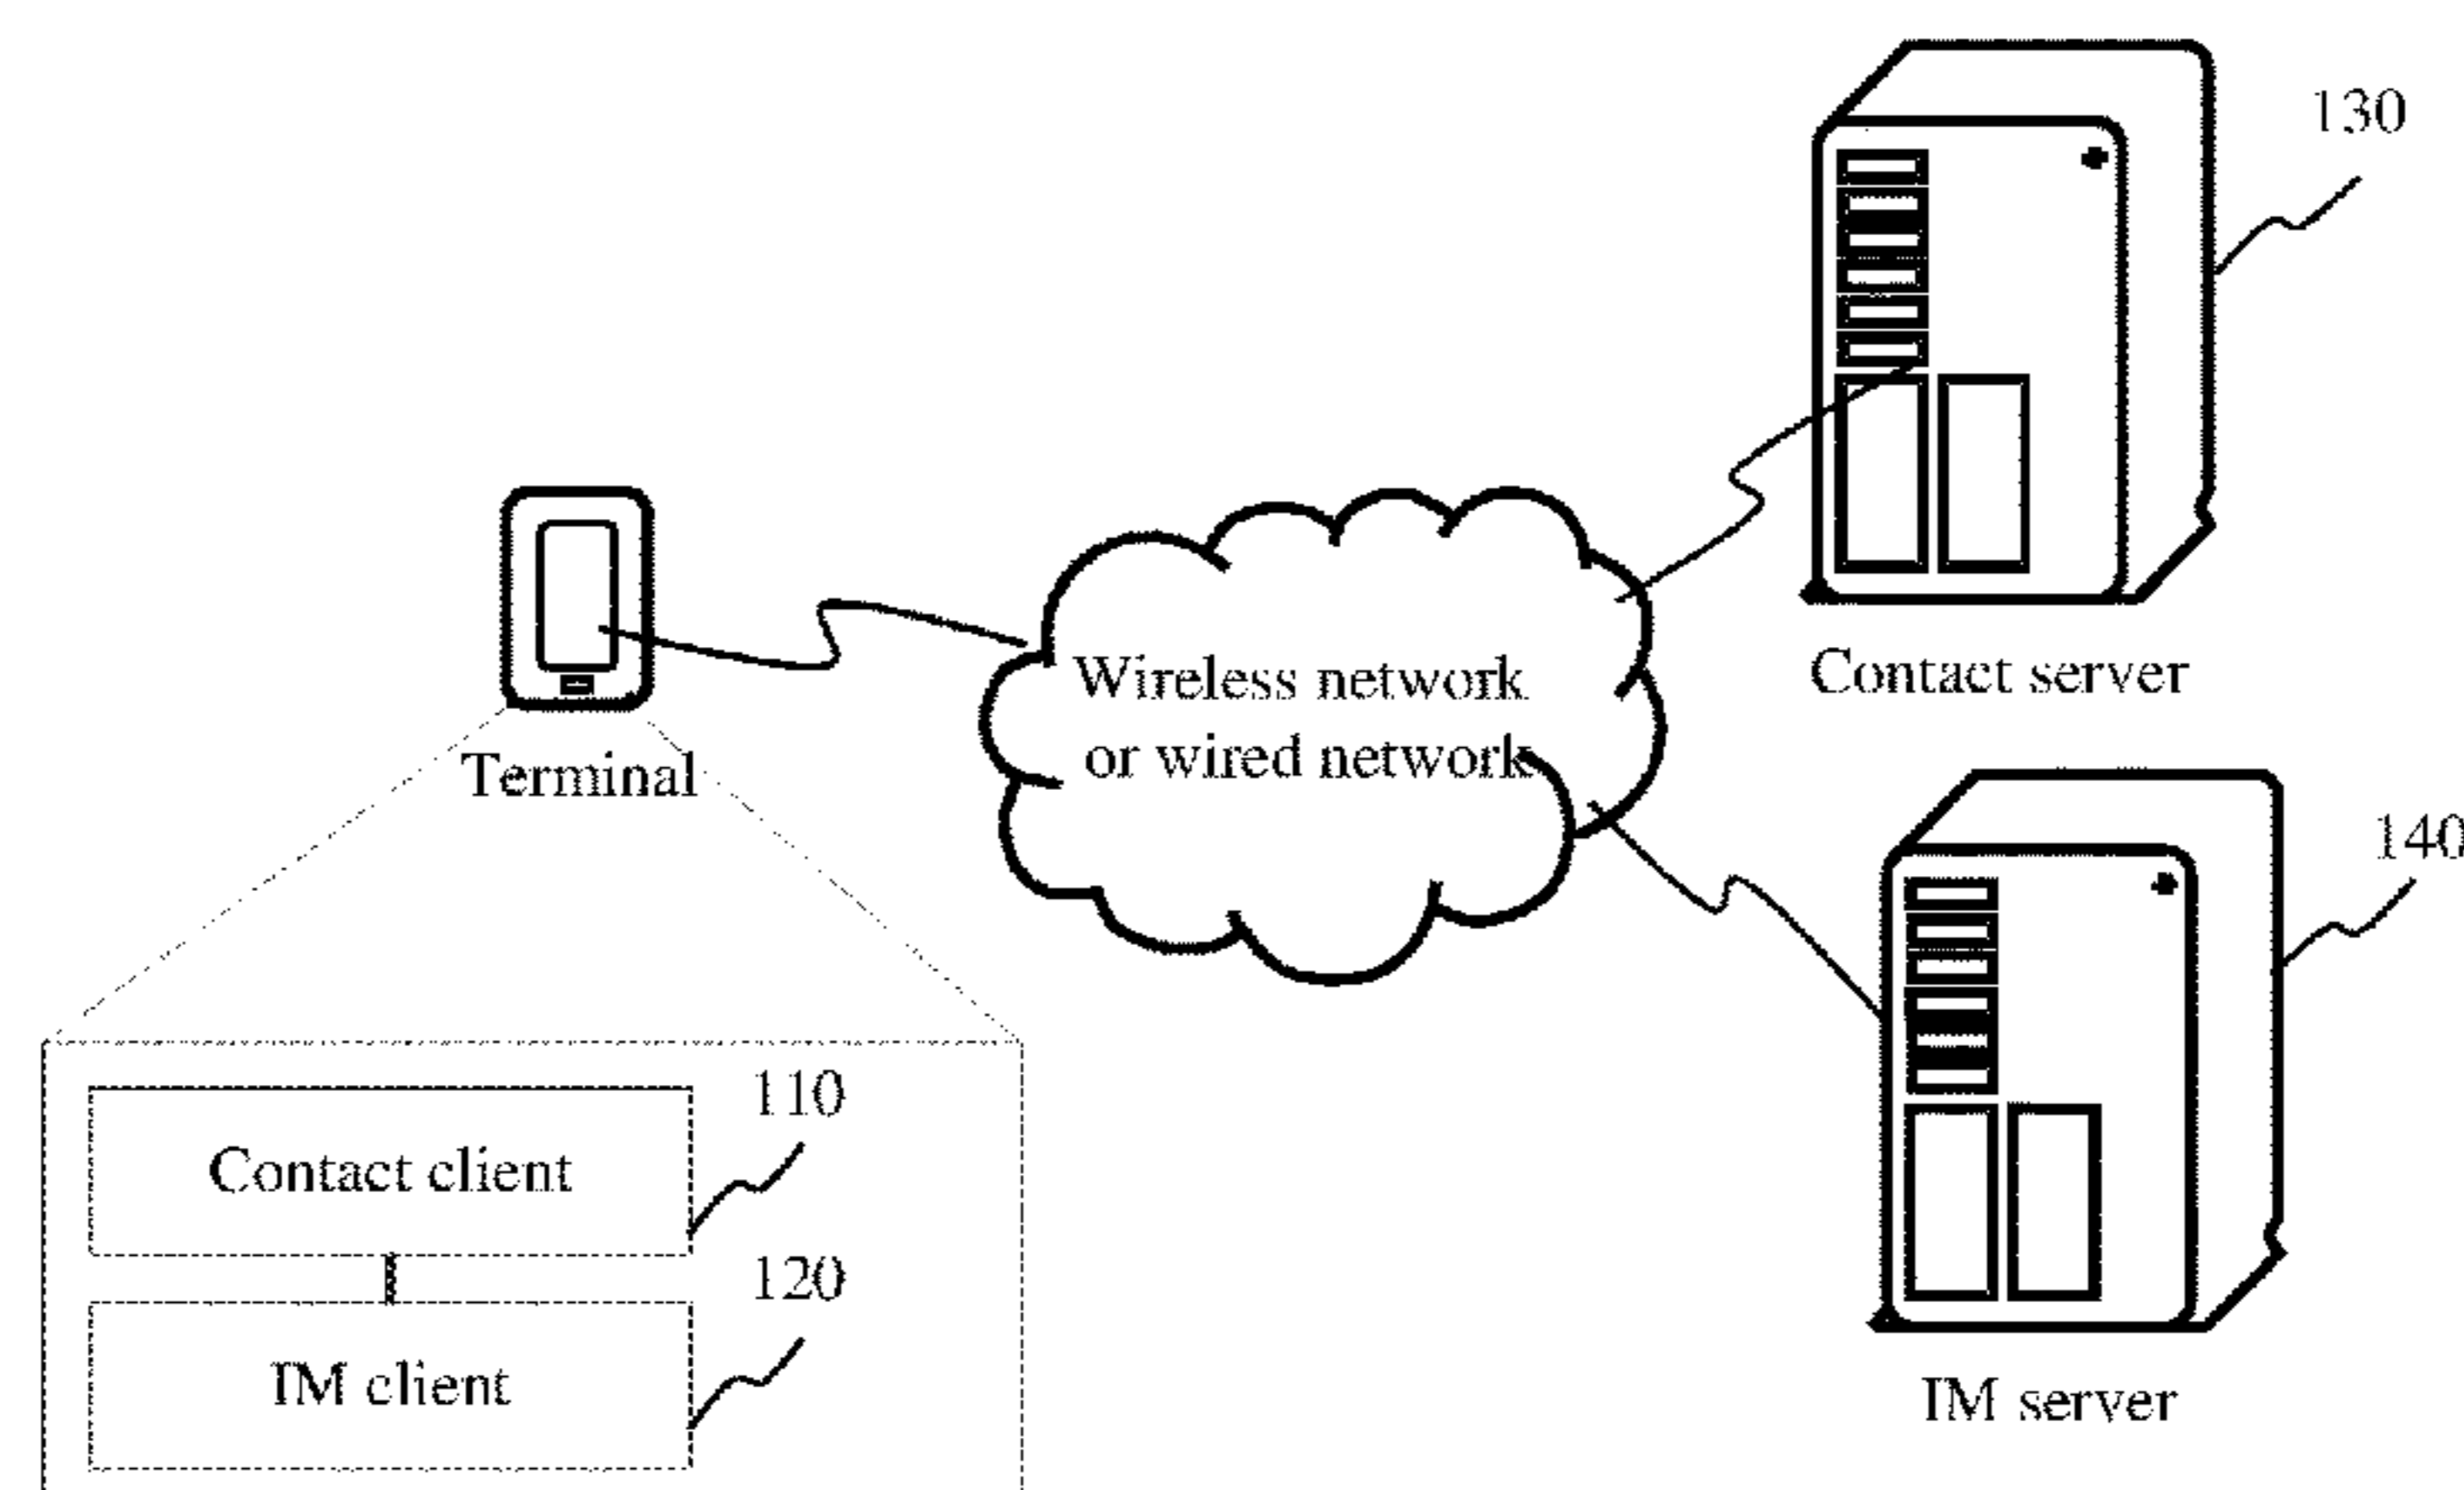 130
Contact server
Wireless network
or wired network
Terminal
140
IM server
110
Contact client
120
IM client